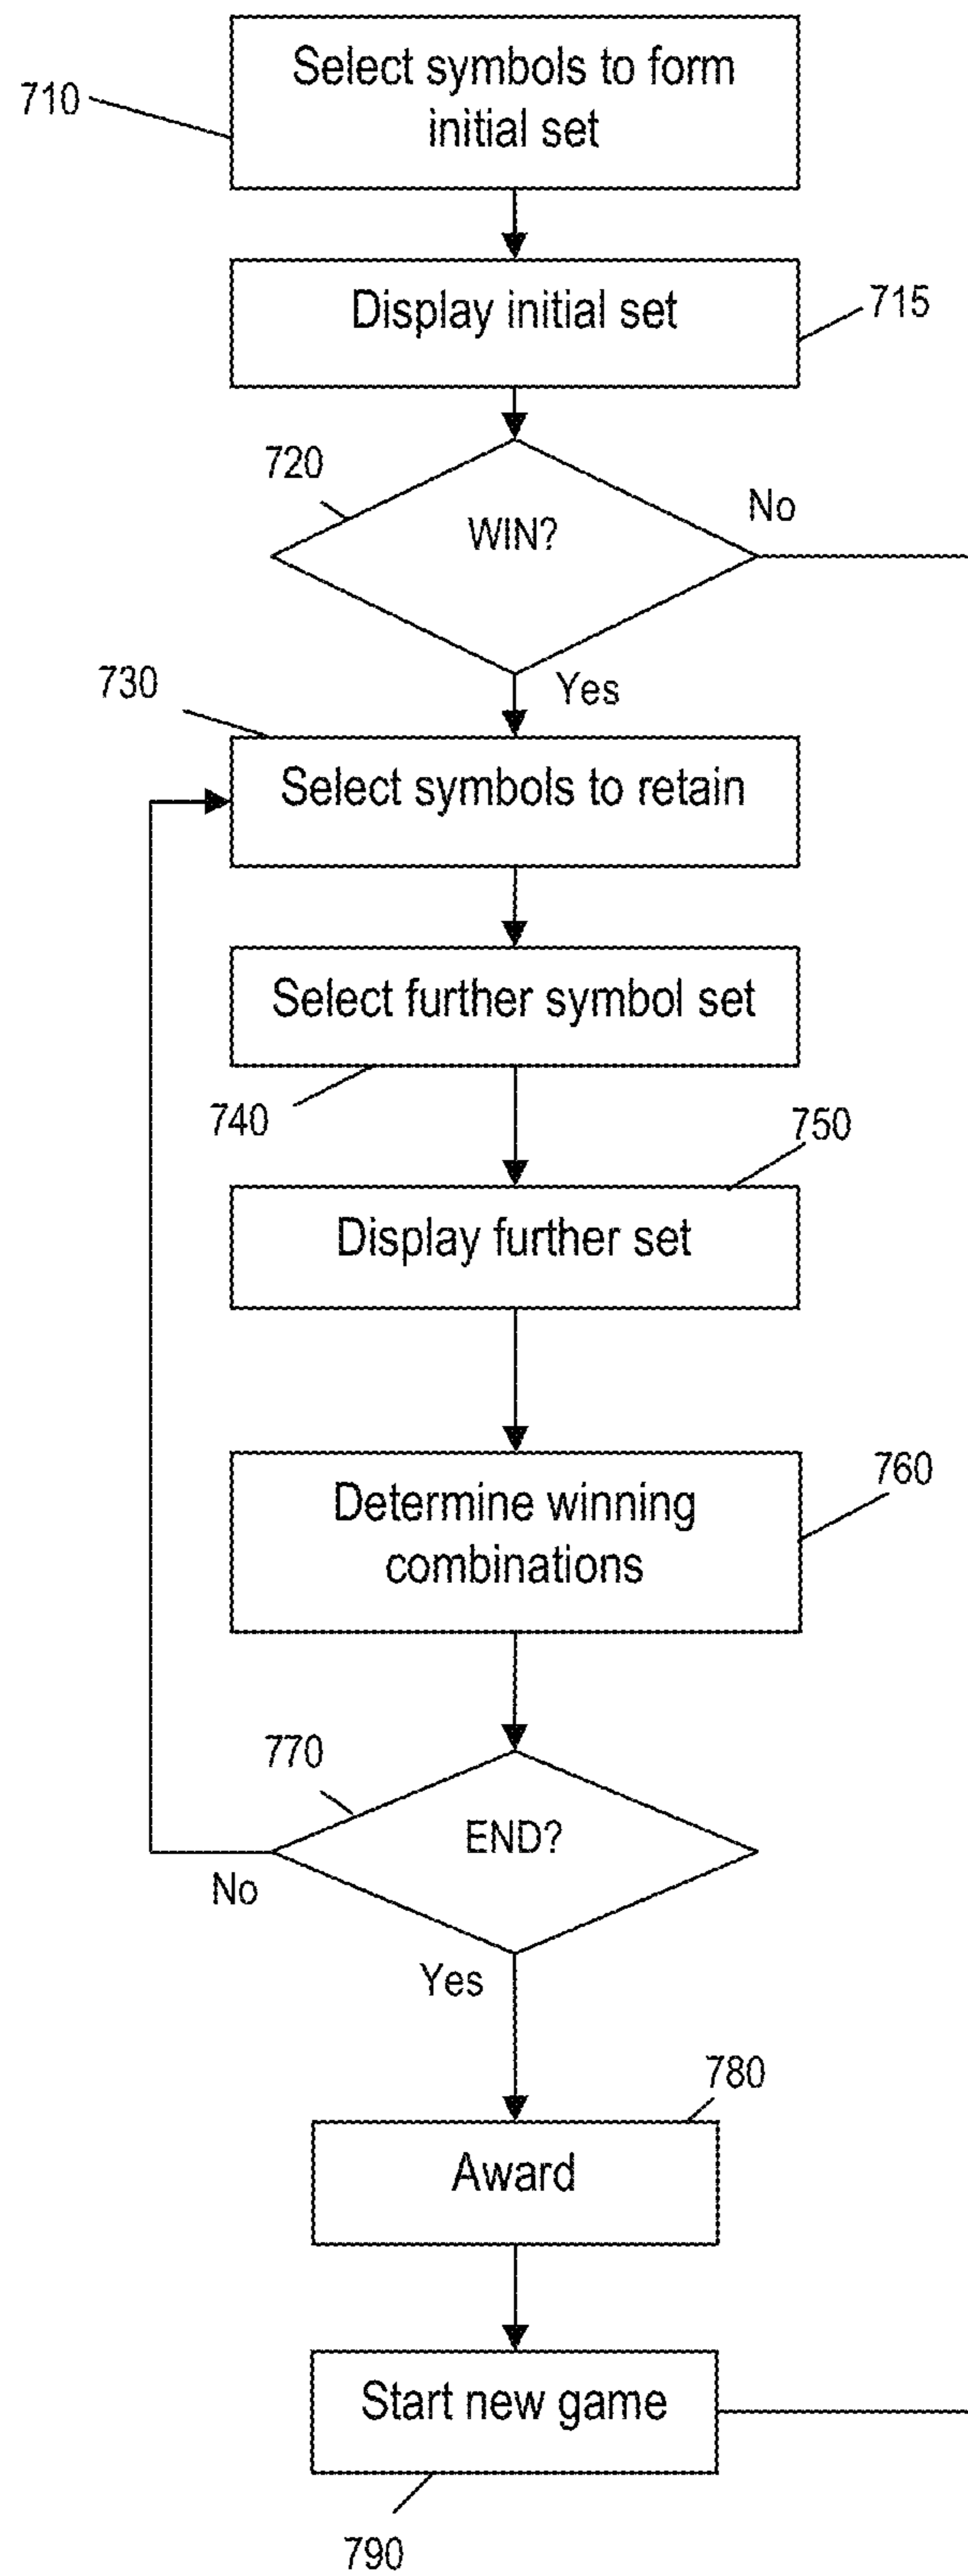 710
Select symbols to form
initial set
Display initial set
715
720
WIN?
No
Yes
730
Select symbols to retain
Select further symbol set
740
750
Display further set
760
Determine winning
combinations
770
END?
No
Yes
780
Award
Start new game
790